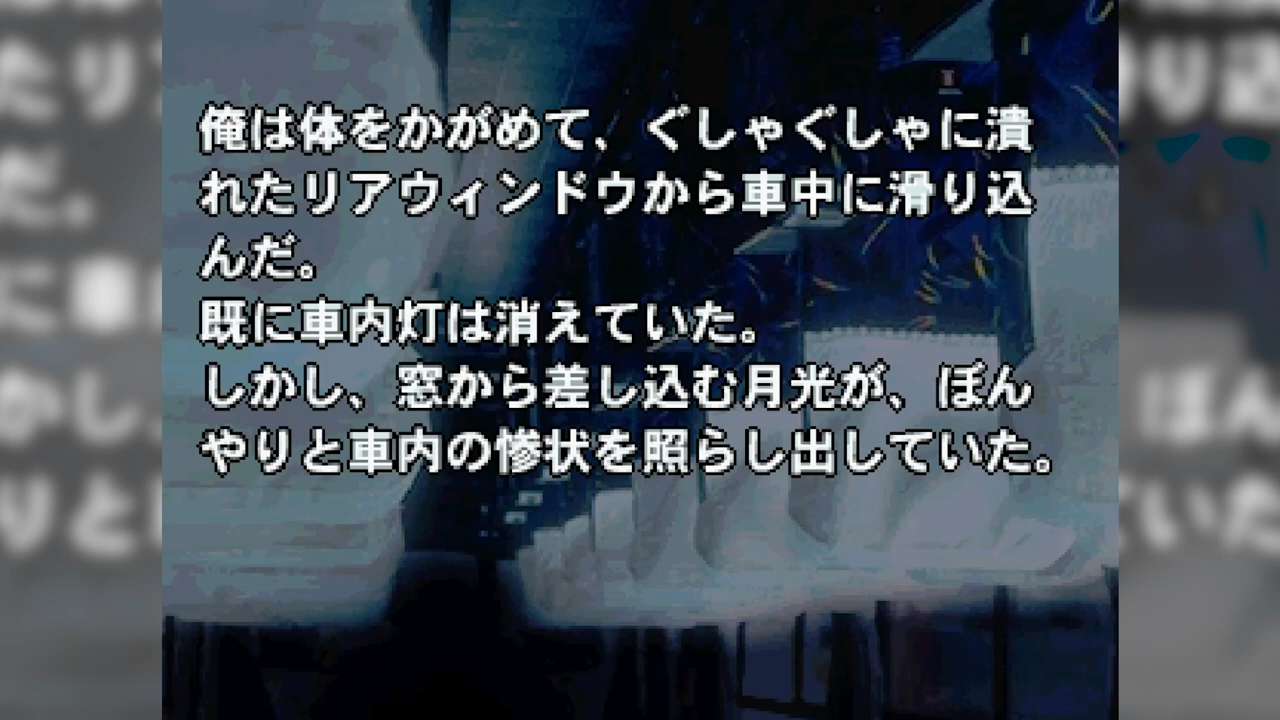 俺は体をかがめて、ぐしゃぐしゃに潰
れたリアウィンドウから車中に滑り込
んだ。
既に車内灯は消えていた。
しかし、窓から差し込む月光が、ぼん
やりと車内の惨状を照らし出していた。